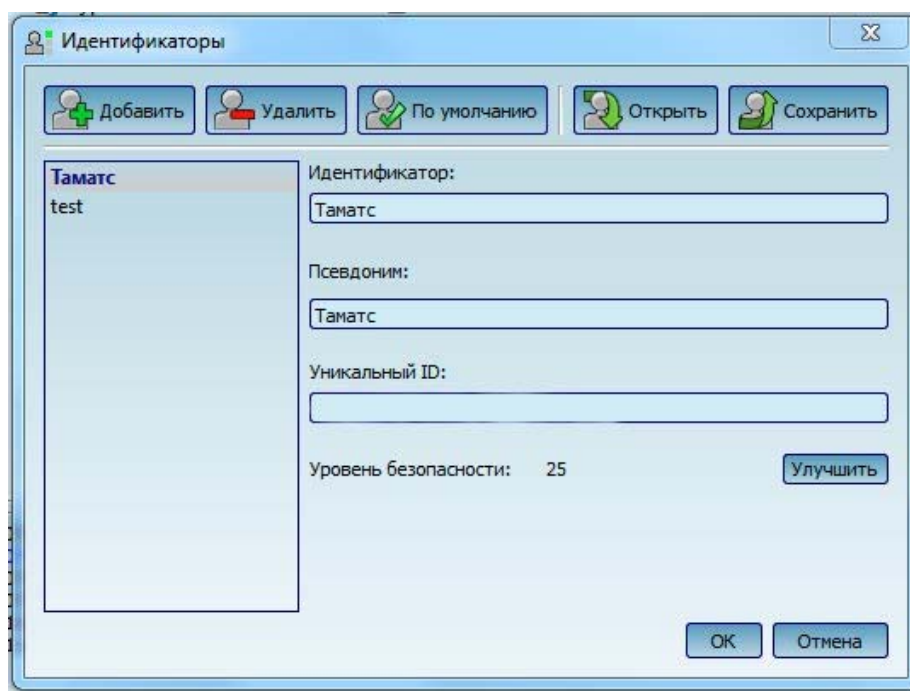 Идентификаторы
Добавить Удалить По умолчанию Открыть Сохранить
Таматс
test
Идентификатор:
Таматс
Псевдоним:
Таматс
Уникальный ID:
Уровень безопасности: 25 Улучшить
OK Отмена